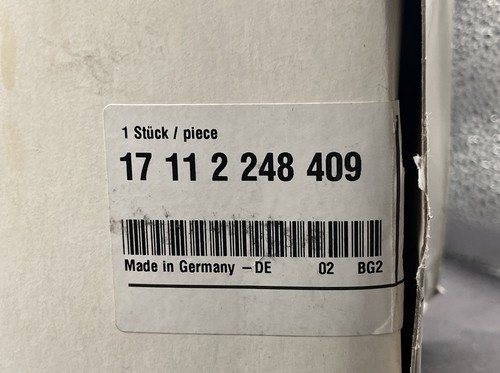 1 Stück / piece
17 11 2 248 409
Made in Germany – DE 02 BG2